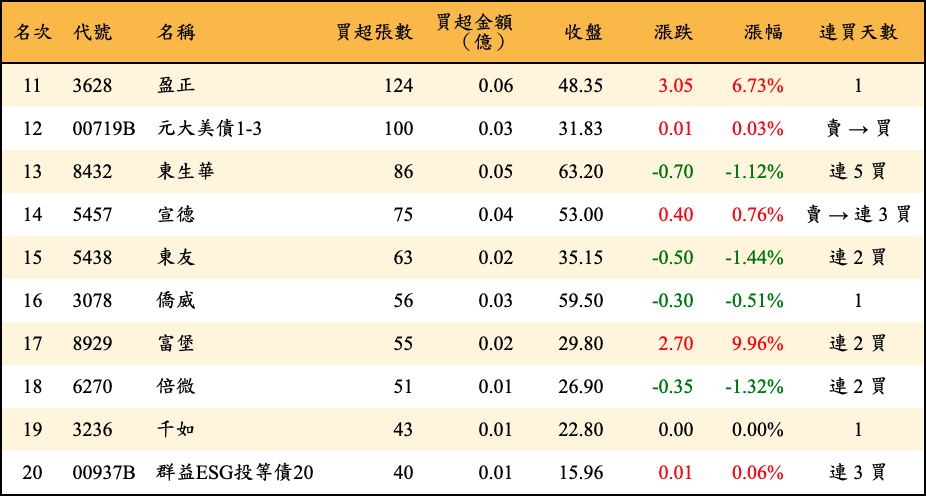 名次 代號 名稱 買超張數 買超金額（億） 收盤 漲跌 漲幅 連買天數
11 3628 盈正 124 0.06 48.35 3.05 6.73% 1
12 00719B 元大美債1-3 100 0.03 31.83 0.01 0.03% 賣 → 買
13 8432 東生華 86 0.05 63.20 -0.70 -1.12% 連 5 買
14 5457 宣德 75 0.04 53.00 0.40 0.76% 賣 → 連 3 買
15 5438 東友 63 0.02 35.15 -0.50 -1.44% 連 2 買
16 3078 僑威 56 0.03 59.50 -0.30 -0.51% 1
17 8929 富堡 55 0.02 29.80 2.70 9.96% 連 2 買
18 6270 倍微 51 0.01 26.90 -0.35 -1.32% 連 2 買
19 3236 千如 43 0.01 22.80 0.00 0.00% 1
20 00937B 群益ESG投等債20 40 0.01 15.96 0.01 0.06% 連 3 買